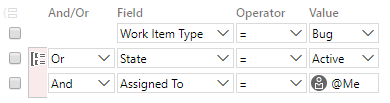 And/Or Field Operator Value
Work Item Type = Bug
Or State = Active
And Assigned To = @Me